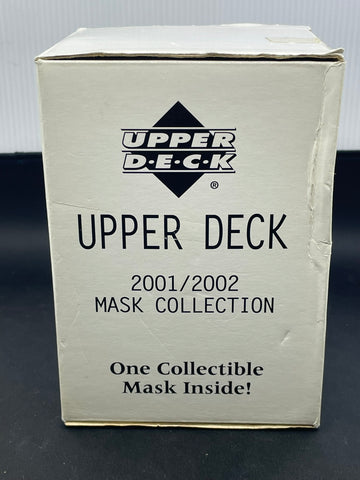 UPPER
D·E·C·K
®
UPPER DECK
2001/2002
MASK COLLECTION
One Collectible
Mask Inside!